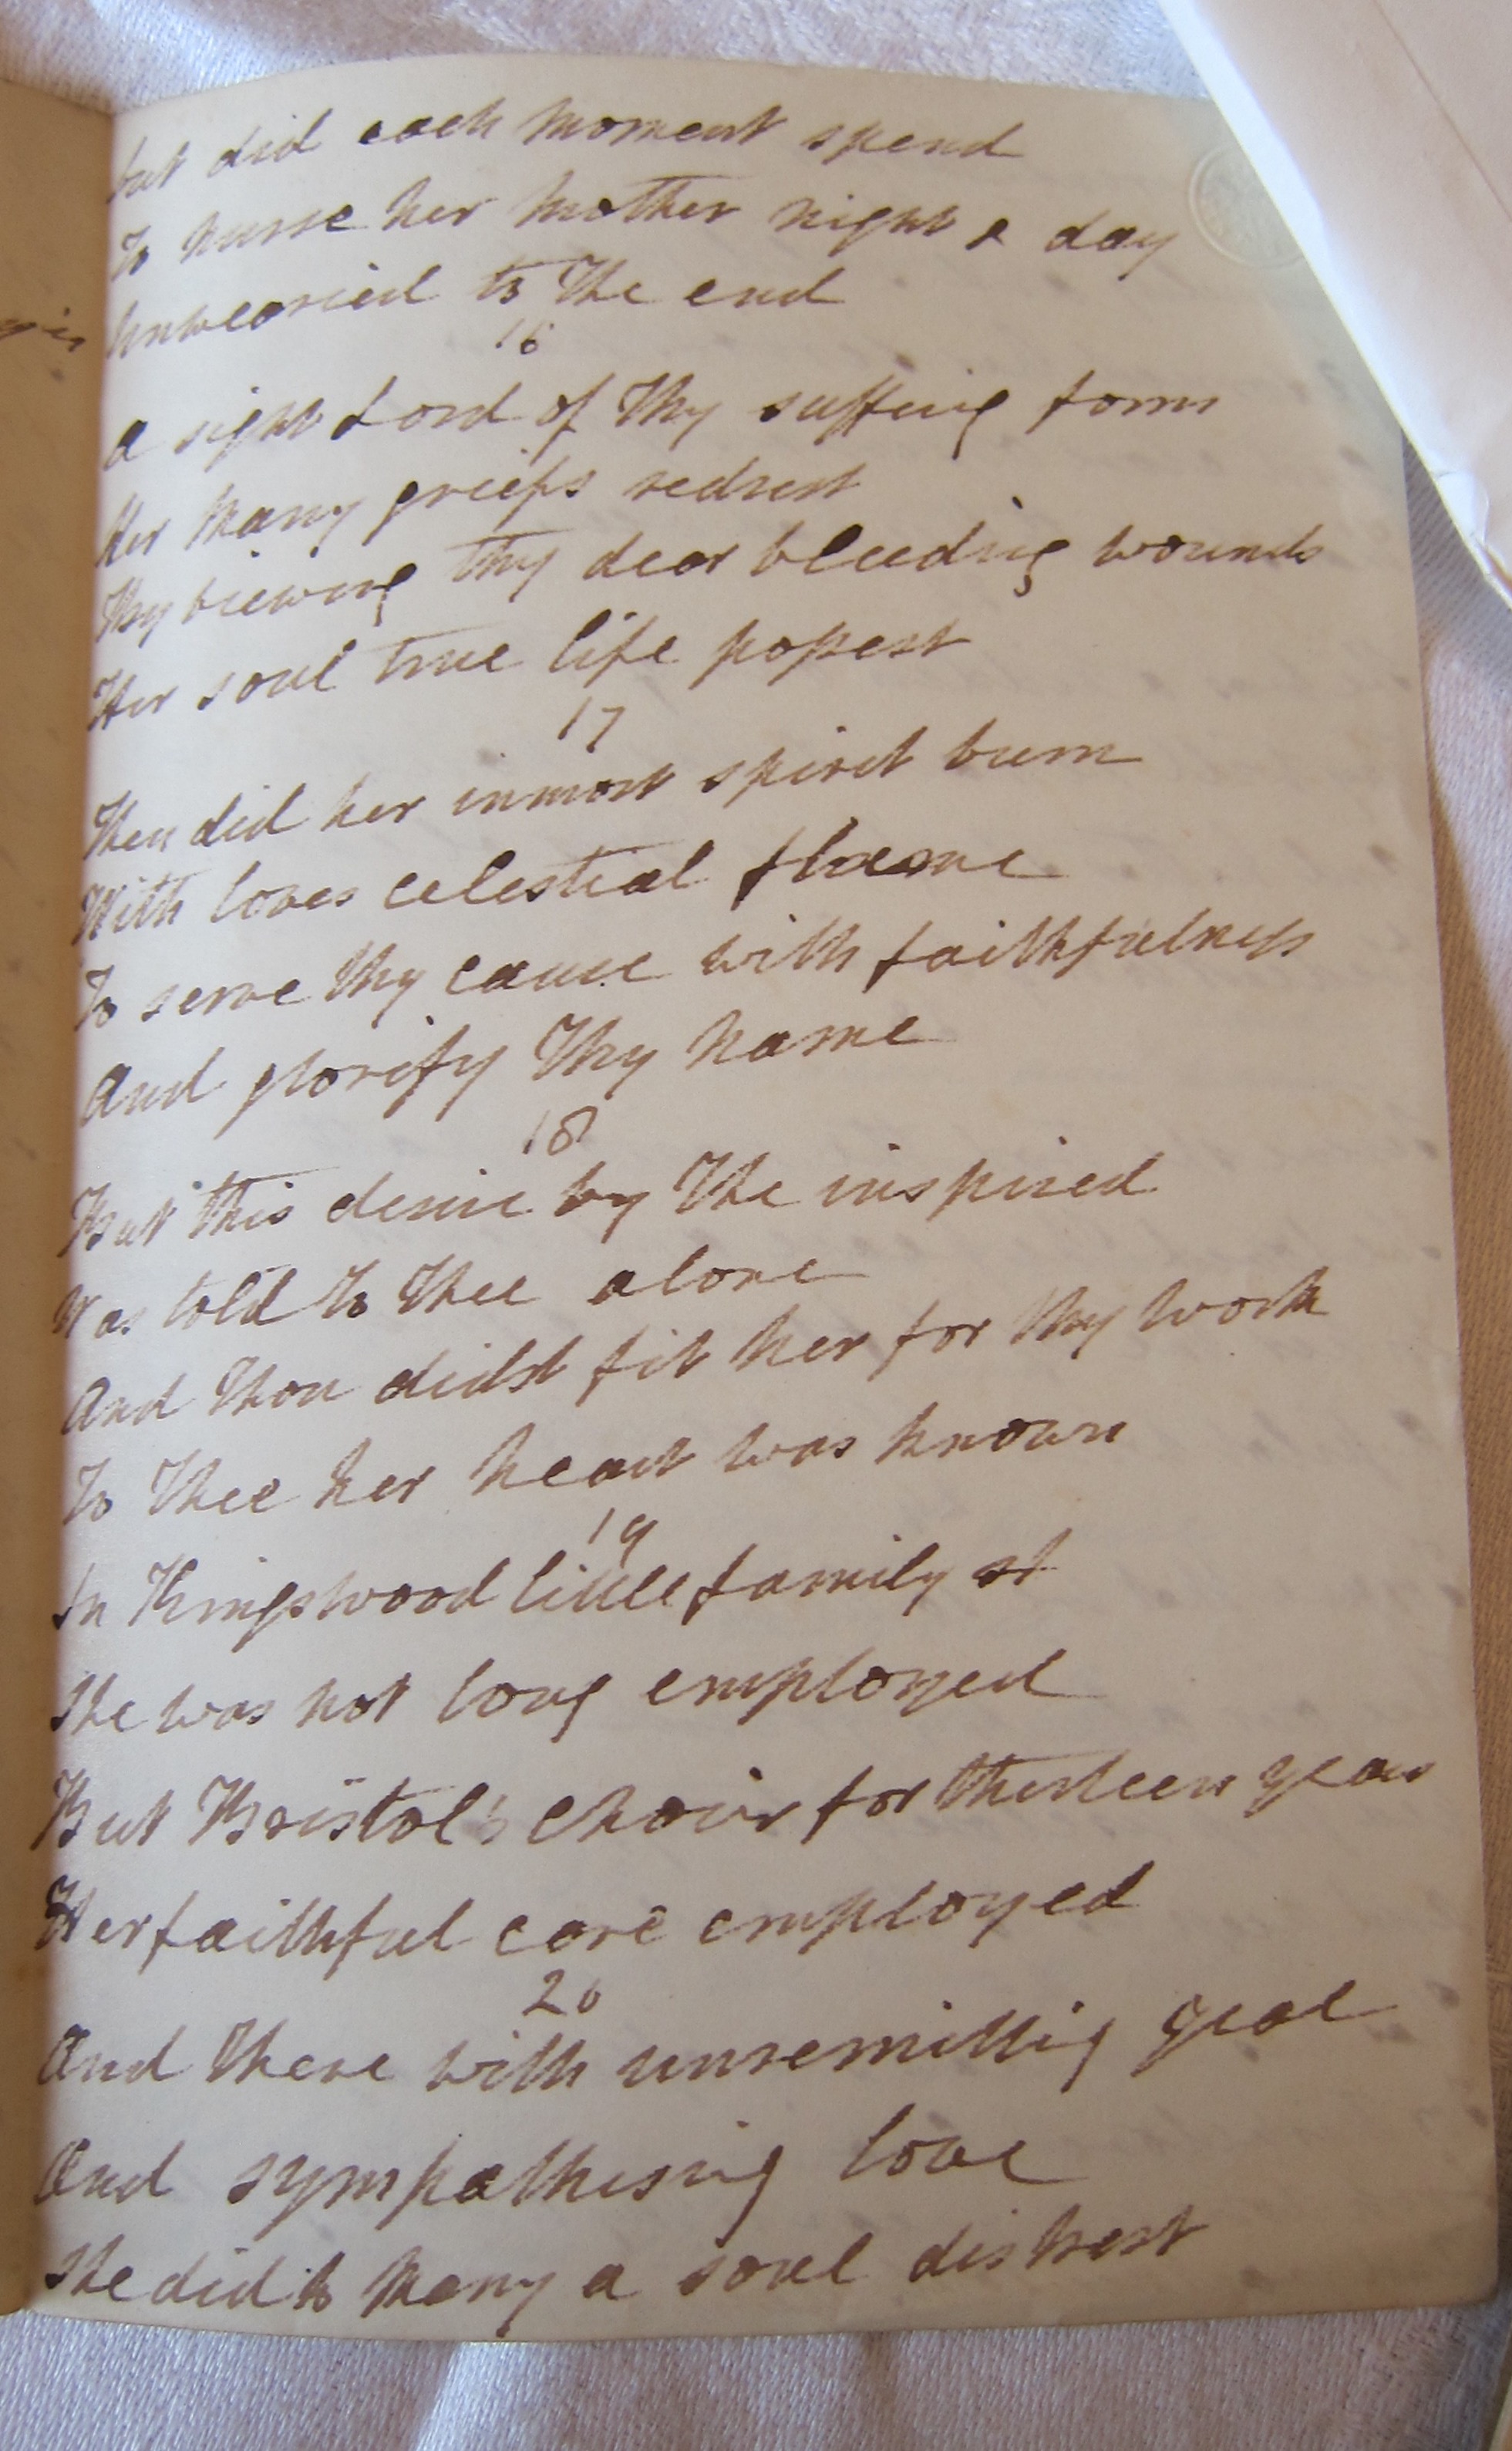 but did each moment spend
To nurse her mother night & day
Unwearied to the end
16
a sight Lord of Thy suffering form
Her many griefs redrest
By viewing thy dear bleeding wounds
Her soul true life possest
17
Then did her inmost spirit burn
With loves celestial flame
To serve thy cause with faithfulness
And glorify Thy name
18
But this desire by The inspired
Was told to Thee alone
And Thou didst fit her for Thy work
To Thee her heart was known
19
In Kingswood little family
She was not long employed
But Bristol's choir for thirteen years
Her faithful care employed
20
And there with unremitting zeal
And sympathising love
She did to many a soul distrest